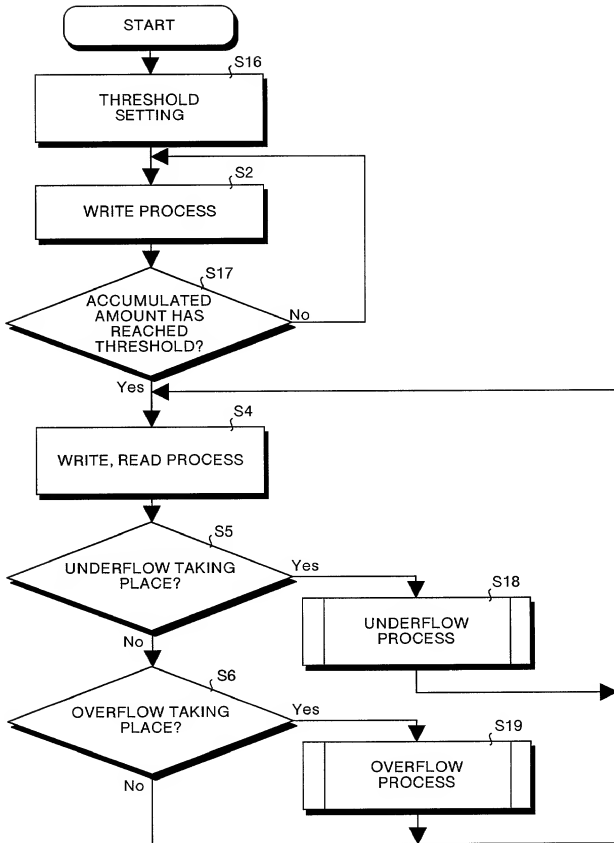 START
S16
THRESHOLD
SETTING
S2
WRITE PROCESS
S17
ACCUMULATED
AMOUNT HAS
REACHED
THRESHOLD?
No
Yes
S4
WRITE, READ PROCESS
S5
UNDERFLOW TAKING
PLACE?
Yes
No
S18
UNDERFLOW
PROCESS
S6
OVERFLOW TAKING
PLACE?
Yes
No
S19
OVERFLOW
PROCESS